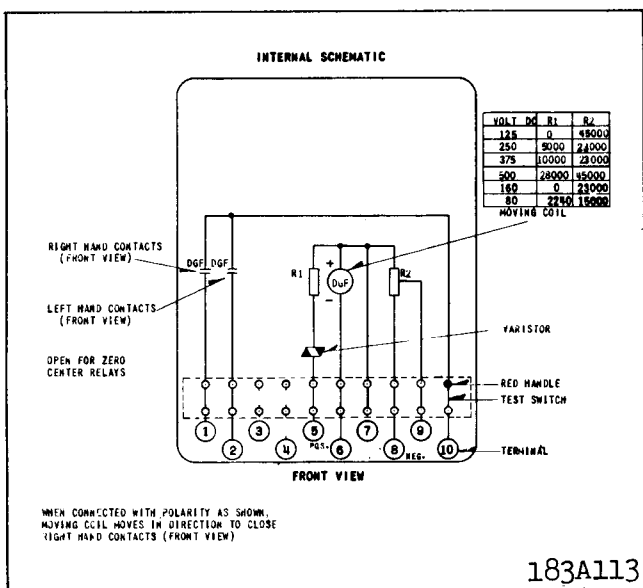 INTERNAL SCHEMATIC
VOLT DC R1 R2
125 0 45000
250 5000
375 10000 23000
500 28000 45000
160 0 23000
80 2250 15000
MOVING COIL
RIGHT HAND CONTACTS
(FRONT VIEW)
DGF DGF
R1 + DGF - R2
LEFT HAND CONTACTS
(FRONT VIEW)
VARISTOR
OPEN FOR ZERO
CENTER RELAYS
RED HANDLE
TEST SWITCH
1 3 5 7 9
POS. NEG.
2 4 6 8 10
TERMINAL
FRONT VIEW
WHEN CONNECTED WITH POLARITY AS SHOWN,
MOVING COIL MOVES IN DIRECTION TO CLOSE
RIGHT HAND CONTACTS (FRONT VIEW)
183A113